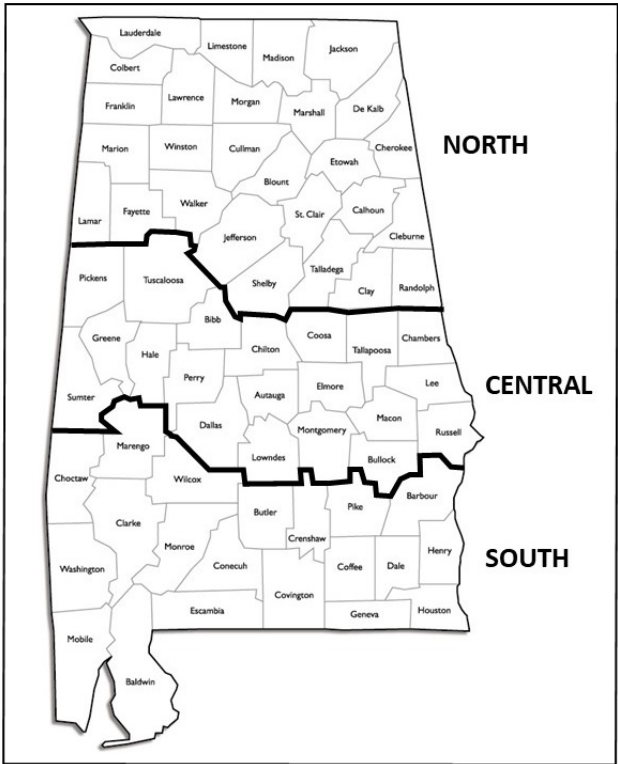 Lauderdale
Limestone
Madison
Jackson
Colbert
Lawrence
Morgan
Marshall
De Kalb
Franklin
Marion
Winston
Cullman
Etowah
Cherokee
NORTH
Blount
Lamar
Fayette
Walker
Jefferson
St. Clair
Calhoun
Cleburne
Talladega
Shelby
Clay
Randolph
Pickens
Tuscaloosa
Bibb
Greene
Hale
Chilton
Coosa
Tallapoosa
Chambers
Perry
Autauga
Elmore
Lee
CENTRAL
Sumter
Dallas
Macon
Montgomery
Russell
Marengo
Lowndes
Bullock
Choctaw
Wilcox
Butler
Pike
Barbour
Clarke
Crenshaw
Monroe
Conecuh
Coffee
Dale
Henry
SOUTH
Washington
Covington
Escambia
Geneva
Houston
Mobile
Baldwin